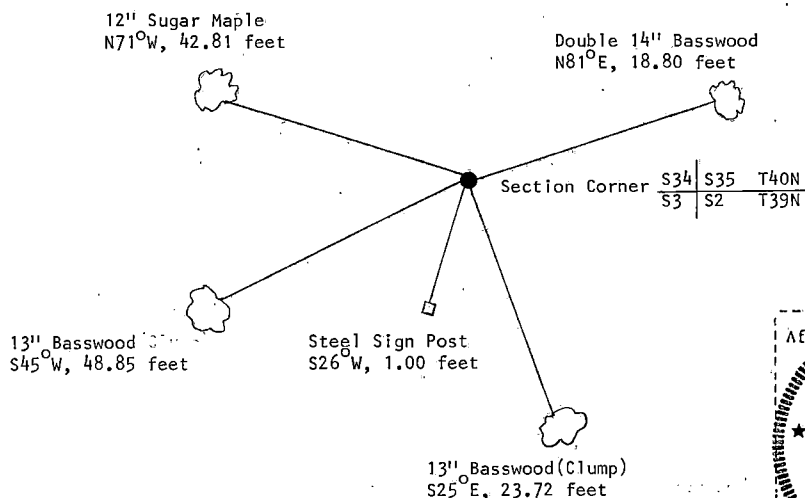 12" Sugar Maple
N71°W, 42.81 feet
Double 14" Basswood
N81°E, 18.80 feet
Section Corner
S34 S35 T40N
S3 S2 T39N
13" Basswood
S45°W, 48.85 feet
Steel Sign Post
S26°W, 1.00 feet
13" Basswood(Clump)
S25°E, 23.72 feet